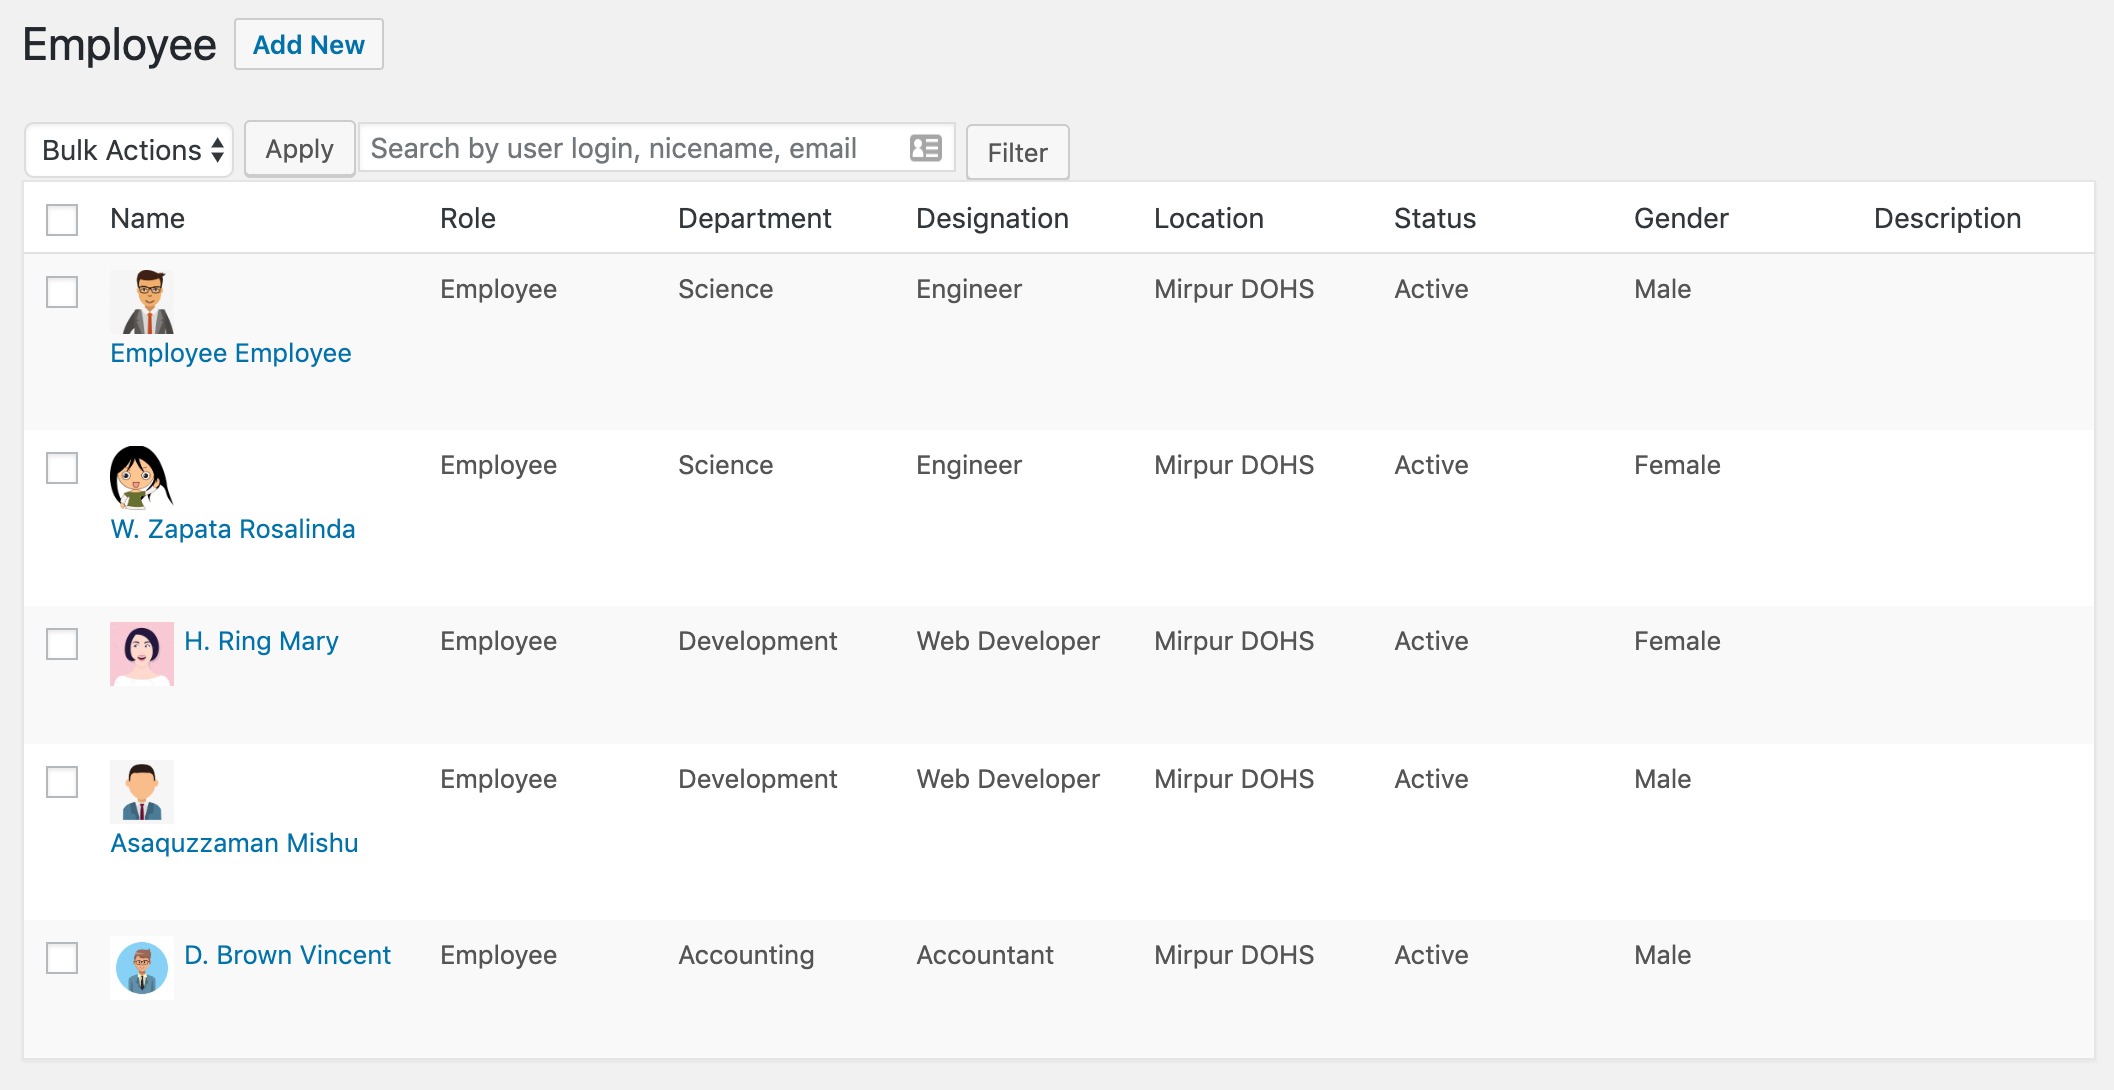 Employee Add New
Bulk Actions Apply Search by user login, nicename, email Filter
Name Role Department Designation Location Status Gender Description
Employee Science Engineer Mirpur DOHS Active Male
Employee Employee
Employee Science Engineer Mirpur DOHS Active Female
W. Zapata Rosalinda
H. Ring Mary Employee Development Web Developer Mirpur DOHS Active Female
Employee Development Web Developer Mirpur DOHS Active Male
Asaquzzaman Mishu
D. Brown Vincent Employee Accounting Accountant Mirpur DOHS Active Male